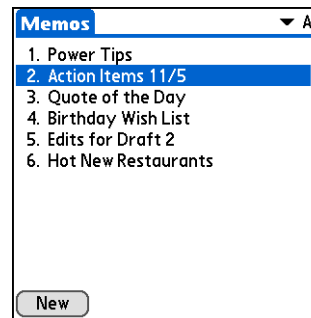 Memos
1. Power Tips
2. Action Items 11/5
3. Quote of the Day
4. Birthday Wish List
5. Edits for Draft 2
6. Hot New Restaurants
New